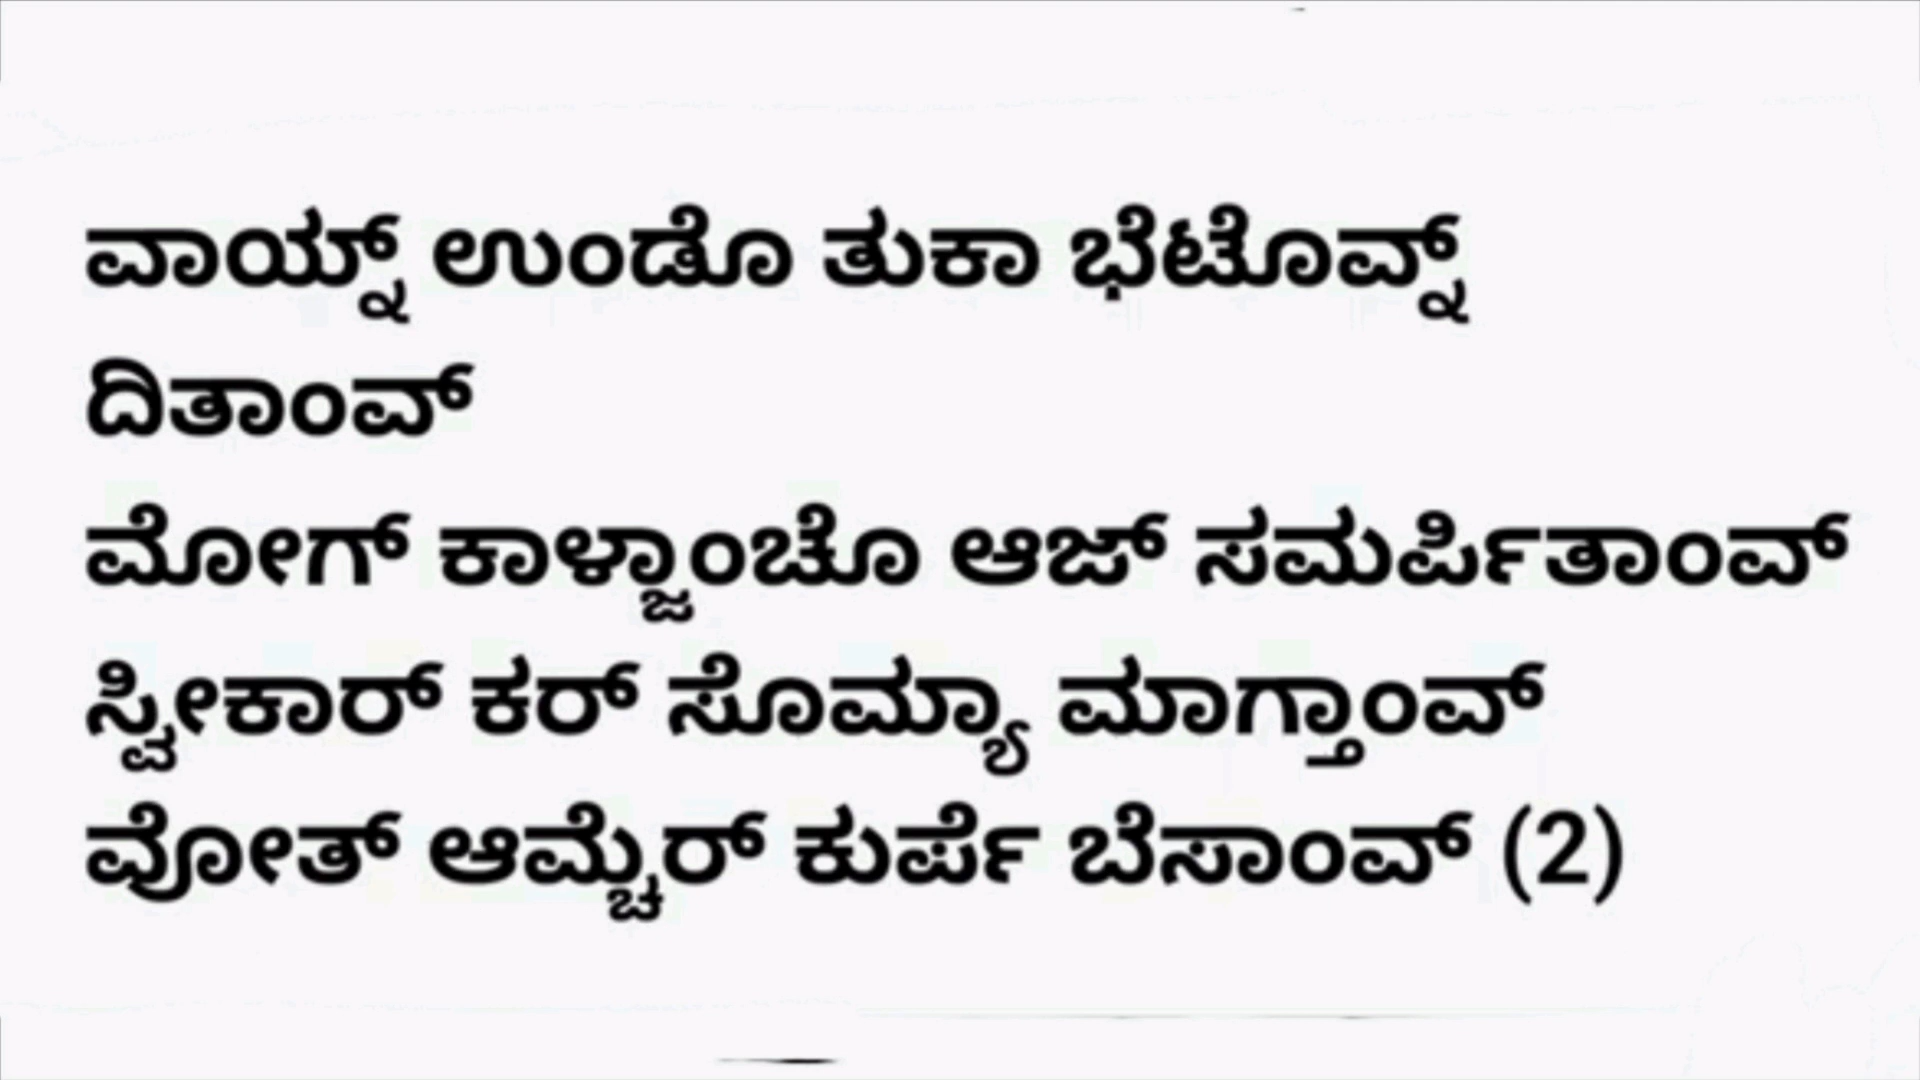 ವಾಯ್ನ್ ಉಂಡೊ ತುಕಾ ಭೆಟೊವ್ನ್
ದಿತಾಂವ್
ಮೋಗ್ ಕಾಳ್ಜಾಂಚೊ ಆಜ್ ಸಮರ್ಪಿತಾಂವ್
ಸ್ವೀಕಾರ್ ಕರ್ ಸೊಮ್ಯಾ ಮಾಗ್ತಾಂವ್
ವೋತ್ ಆಮ್ಚೆರ್ ಕುರ್ಪೆ ಬೆಸಾಂವ್ (2)